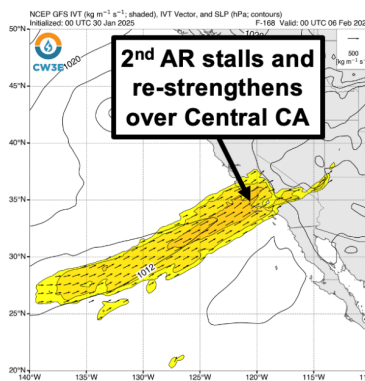 NCEP GFS IVT (kg m⁻¹ s⁻¹; shaded), IVT Vector, and SLP (hPa; contours)
Initialized: 00 UTC 30 Jan 2025 F-168 Valid: 00 UTC 06 Feb 202
50°N
45°N
40°N
35°N
30°N
25°N
20°N
CW3E
1020
1020
500
(kg m⁻¹ s⁻¹)
2nd AR stalls and
re-strengthens
over Central CA
1012
140°W 135°W 130°W 125°W 120°W 115°W